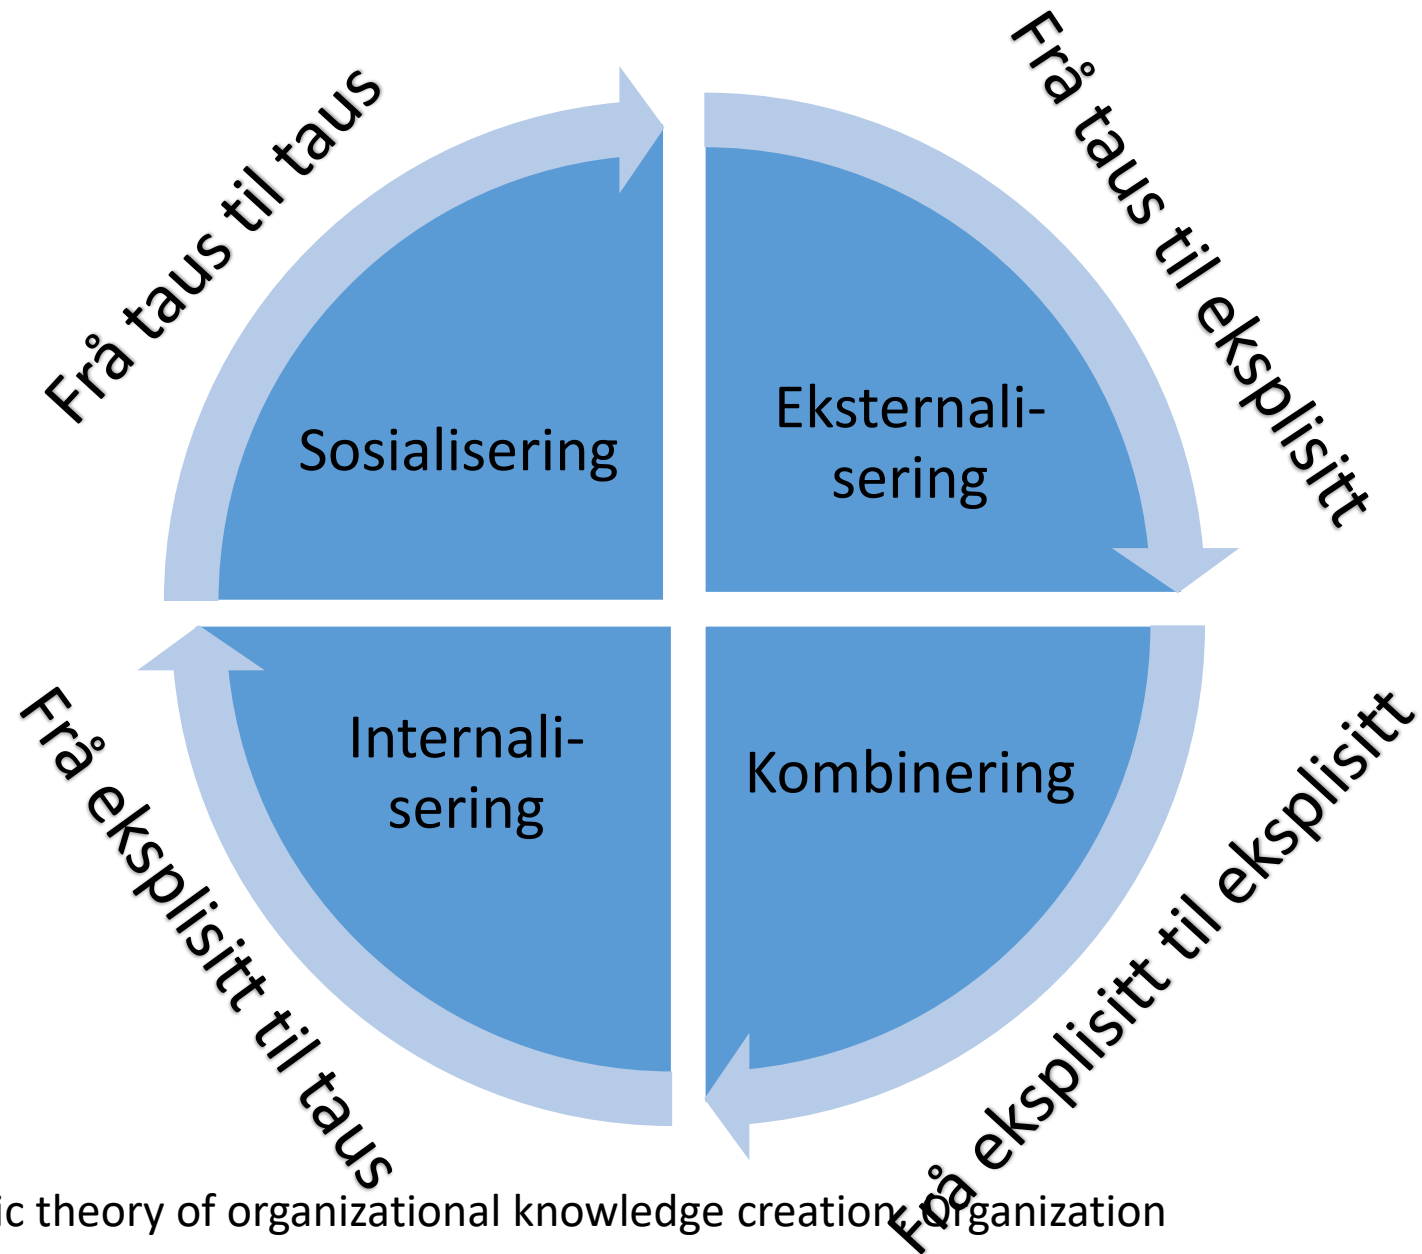 Frå taus til taus
Frå taus til eksplisitt
Sosialisering
Eksternali-
sering
Internali-
sering
Kombinering
Frå eksplisitt til taus
Frå eksplisitt til eksplisitt
ic theory of organizational knowledge creation. Organization